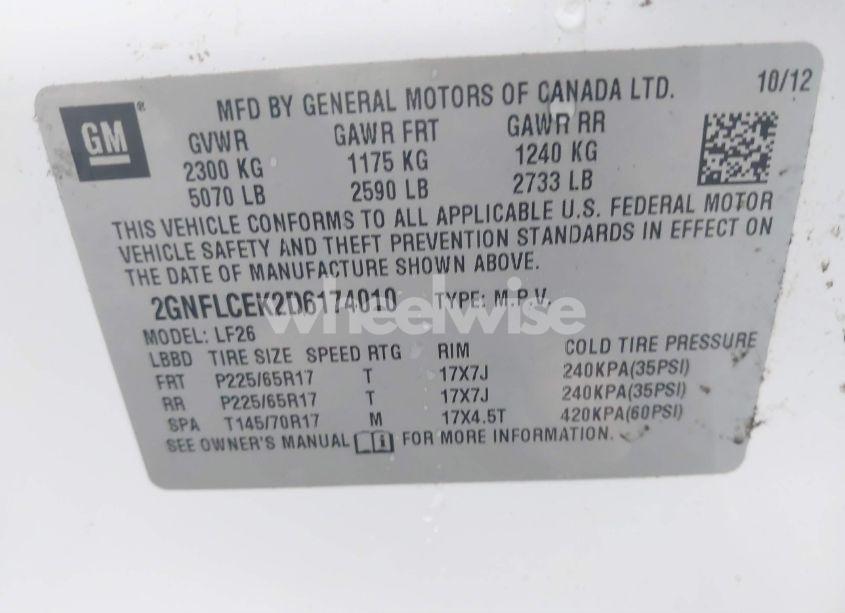 MFD BY GENERAL MOTORS OF CANADA LTD. 10/12
GM®
GVWR GAWR FRT GAWR RR
2300 KG 1175 KG 1240 KG
5070 LB 2590 LB 2733 LB
THIS VEHICLE CONFORMS TO ALL APPLICABLE U.S. FEDERAL MOTOR
VEHICLE SAFETY AND THEFT PREVENTION STANDARDS IN EFFECT ON
THE DATE OF MANUFACTURE SHOWN ABOVE.
2GNFLCEK2D6174010 TYPE: M.P.V.
wheelwise
MODEL: LF26
LBBD TIRE SIZE SPEED RTG RIM COLD TIRE PRESSURE
FRT P225/65R17 T 17X7J 240KPA(35PSI)
RR P225/65R17 T 17X7J 240KPA(35PSI)
SPA T145/70R17 M 17X4.5T 420KPA(60PSI)
SEE OWNER'S MANUAL FOR MORE INFORMATION.